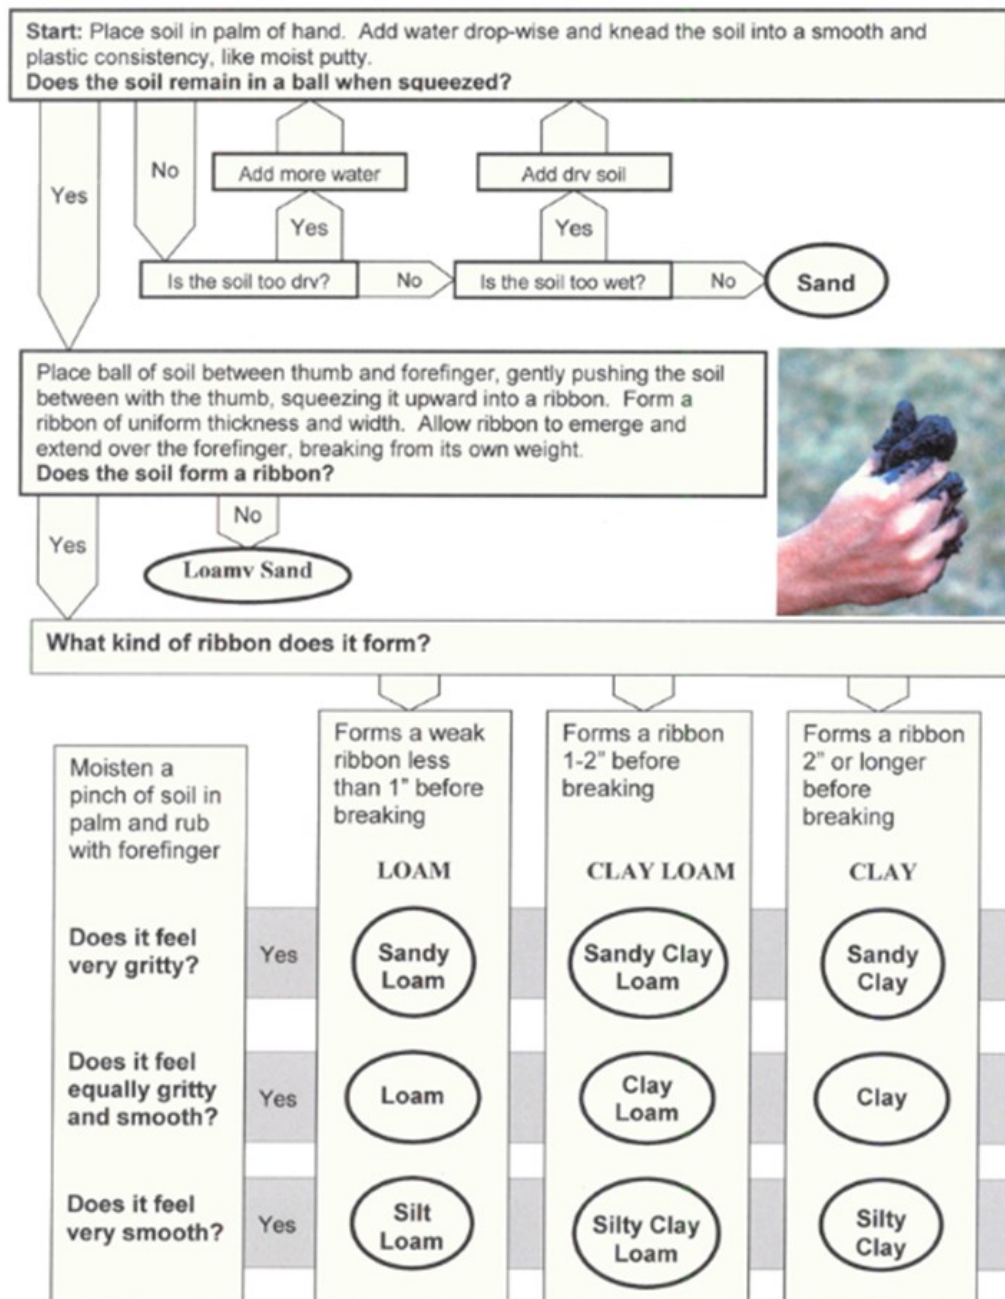 Start: Place soil in palm of hand. Add water drop-wise and knead the soil into a smooth and
plastic consistency, like moist putty.
Does the soil remain in a ball when squeezed?
Yes
No
Add more water
Add drv soil
Yes
Yes
Is the soil too drv?
No
Is the soil too wet?
No
Sand
Place ball of soil between thumb and forefinger, gently pushing the soil
between with the thumb, squeezing it upward into a ribbon. Form a
ribbon of uniform thickness and width. Allow ribbon to emerge and
extend over the forefinger, breaking from its own weight.
Does the soil form a ribbon?
Yes
No
Loamv Sand
What kind of ribbon does it form?
Moisten a
pinch of soil in
palm and rub
with forefinger
Forms a weak
ribbon less
than 1" before
breaking
LOAM
Forms a ribbon
1-2" before
breaking
CLAY LOAM
Forms a ribbon
2" or longer
before
breaking
CLAY
Does it feel
very gritty?
Yes
Sandy
Loam
Sandy Clay
Loam
Sandy
Clay
Does it feel
equally gritty
and smooth?
Yes
Loam
Clay
Loam
Clay
Does it feel
very smooth?
Yes
Silt
Loam
Silty Clay
Loam
Silty
Clay